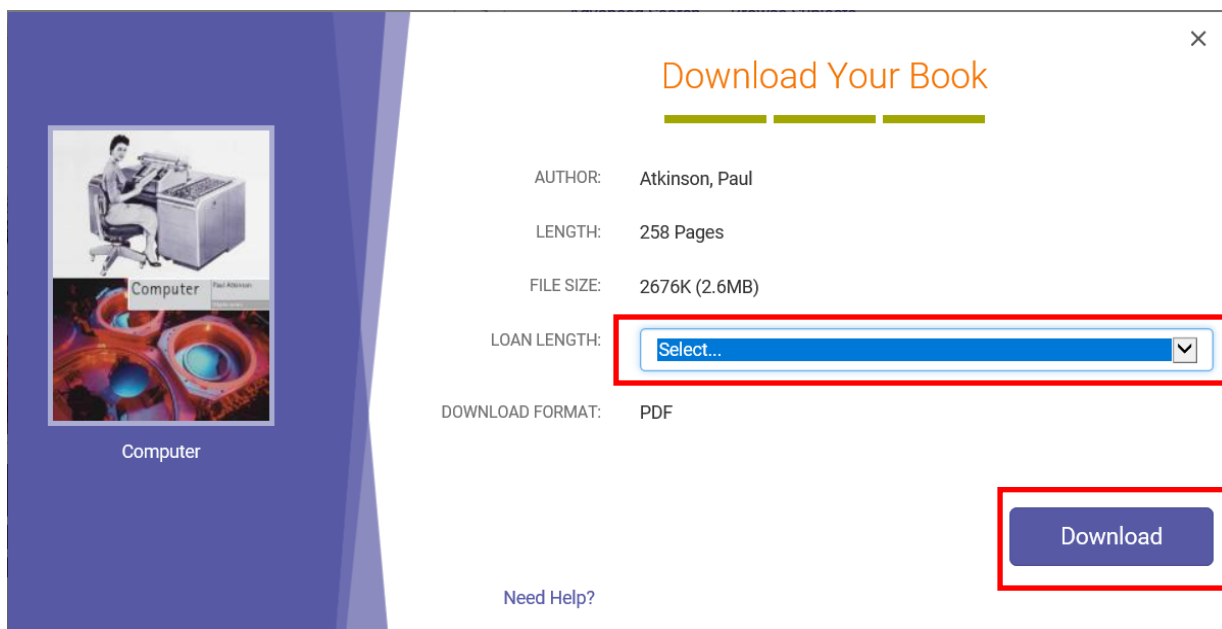 Download Your Book
Computer
Paul Atkinson
Computer
AUTHOR: Atkinson, Paul
LENGTH: 258 Pages
FILE SIZE: 2676K (2.6MB)
LOAN LENGTH: Select...
DOWNLOAD FORMAT: PDF
Download
Need Help?